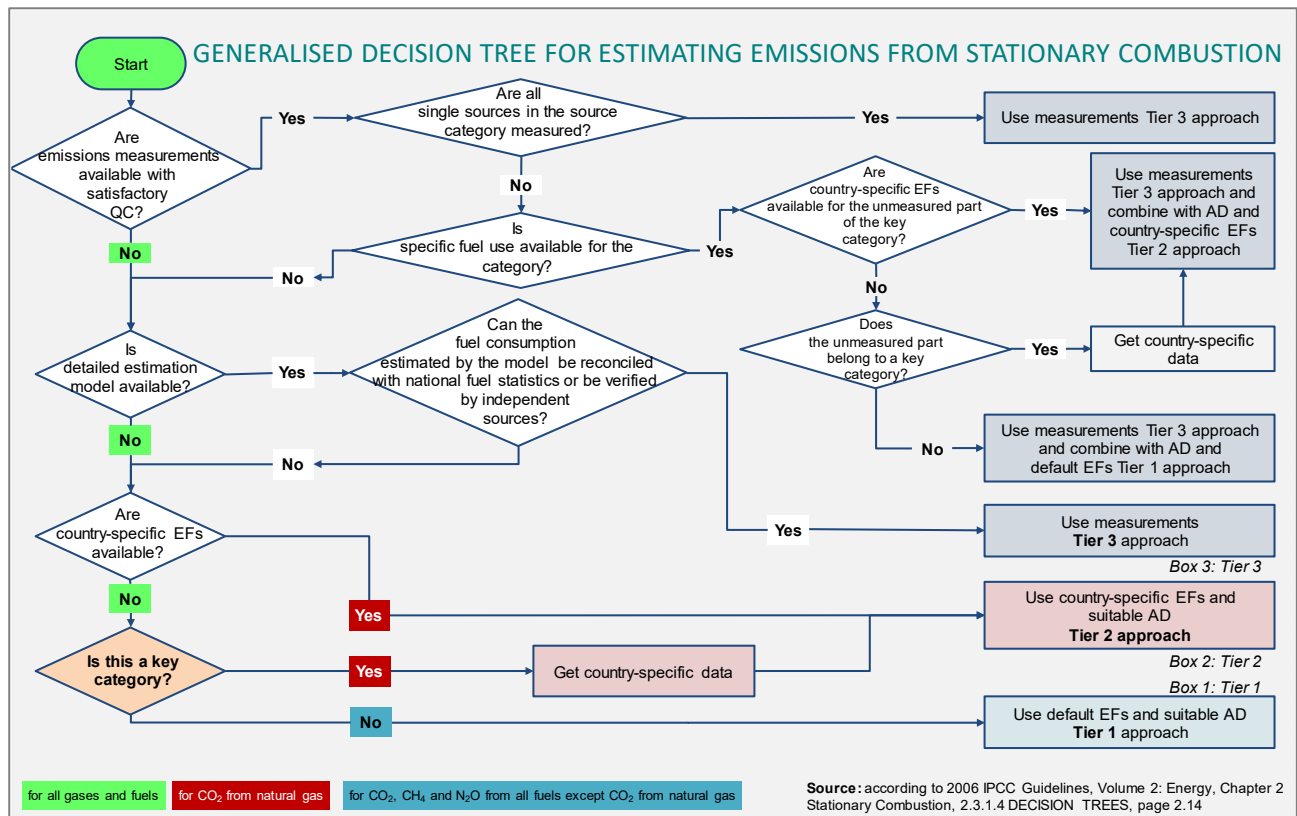 GENERALISED DECISION TREE FOR ESTIMATING EMISSIONS FROM STATIONARY COMBUSTION
Start
Are
emissions measurements
available with
satisfactory
QC?
Yes
Are all
single sources in the source
category measured?
Yes
Use measurements Tier 3 approach
No
No
Is
specific fuel use available for the
category?
No
Yes
Are
country-specific EFs
available for the unmeasured part
of the key
category?
Yes
Use measurements
Tier 3 approach and
combine with AD and
country-specific EFs
Tier 2 approach
No
Does
the unmeasured part
belong to a key
category?
Yes
Get country-specific
data
No
Use measurements Tier 3 approach
and combine with AD and
default EFs Tier 1 approach
Is
detailed estimation
model available?
Yes
Can the
fuel consumption
estimated by the model be reconciled
with national fuel statistics or be verified
by independent
sources?
No
No
Yes
Use measurements
Tier 3 approach
Box 3: Tier 3
Are
country-specific EFs
available?
No
Yes
Use country-specific EFs and
suitable AD
Tier 2 approach
Box 2: Tier 2
Is this a key
category?
Yes
Get country-specific data
No
Box 1: Tier 1
Use default EFs and suitable AD
Tier 1 approach
for all gases and fuels
for CO₂ from natural gas
for CO₂, CH₄ and N₂O from all fuels except CO₂ from natural gas
Source: according to 2006 IPCC Guidelines, Volume 2: Energy, Chapter 2
Stationary Combustion, 2.3.1.4 DECISION TREES, page 2.14